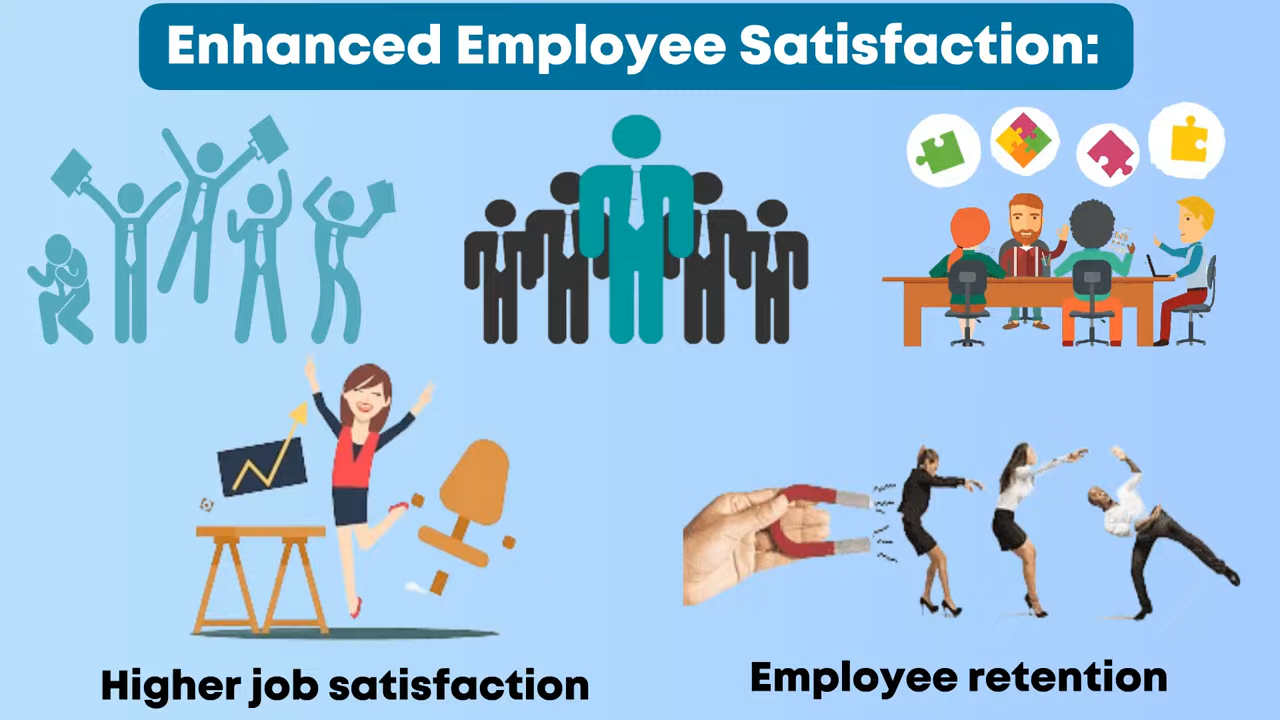 Enhanced Employee Satisfaction:
Higher job satisfaction
Employee retention